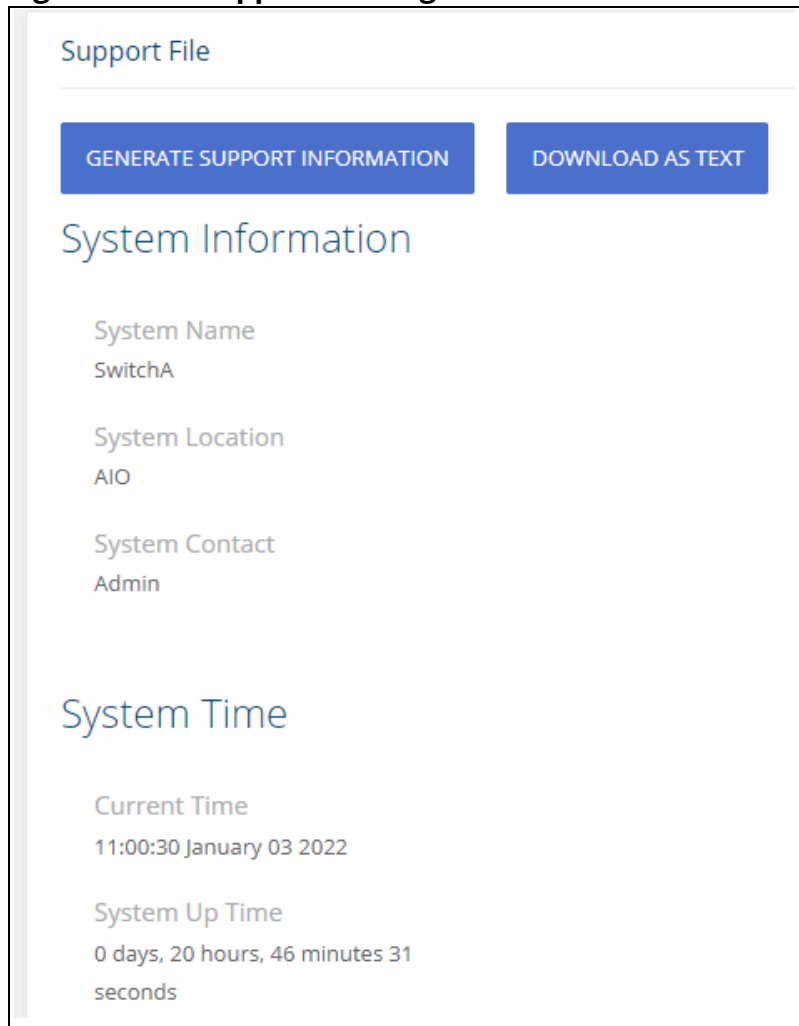 Support File
GENERATE SUPPORT INFORMATION DOWNLOAD AS TEXT
System Information
System Name
SwitchA
System Location
AIO
System Contact
Admin
System Time
Current Time
11:00:30 January 03 2022
System Up Time
0 days, 20 hours, 46 minutes 31
seconds